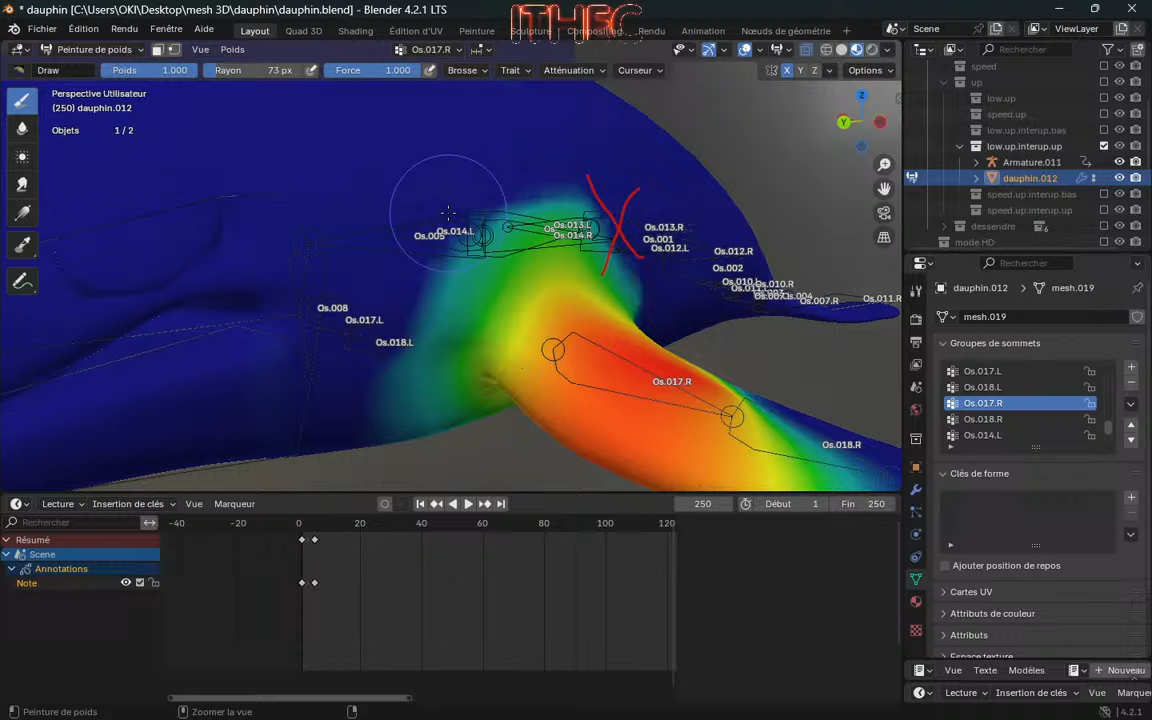 * dauphin [C:\Users\OKI\Desktop\mesh 3D\dauphin\dauphin.blend] - Blender 4.2.1 LTS
ITHEC
Fichier Édition Rendu Fenêtre Aide Layout Quad 3D Shading Édition UV Peinture Sculpture Compositing Rendu Animation Nœuds de géométrie + Scene ViewLayer
Peinture de poids Vue Poids Os.017.R Rechercher
Draw Poids 1.000 Rayon 73 px Force 1.000 Brosse Trait Atténuation Curseur X Y Z Options
Perspective Utilisateur
(250) dauphin.012
Objets 1 / 2
Z
Y
speed
up
low.up
speed.up
low.up.interup.bas
low.up.interup.up
Armature.011
dauphin.012
speed.up.interup.bas
speed.up.interup.up
dessendre 6
mode HD
Os.005
Os.014.L
Os.013.L
Os.014.R
Os.013.R
Os.001
Os.012.L
Os.012.R
Os.002
Os.010.R
Os.007.R
Os.011.R
Os.008
Os.017.L
Os.018.L
Os.017.R
Os.018.R
Rechercher
dauphin.012 > mesh.019
mesh.019
Groupes de sommets
Os.017.L
Os.018.L
Os.017.R
Os.018.R
Os.014.L
Clés de forme
Ajouter position de repos
Cartes UV
Attributs de couleur
Attributs
Espace texture
Vue Texte Modèles + Nouveau
Lecture Insertion de clés Vue Marqueur
Lecture Insertion de clés Vue Marqueur 250 Début 1 Fin 250
Rechercher -40 -20 0 20 40 60 80 100 120
Résumé
Scene
Annotations
Note
Peinture de poids Zoomer la vue 4.2.1